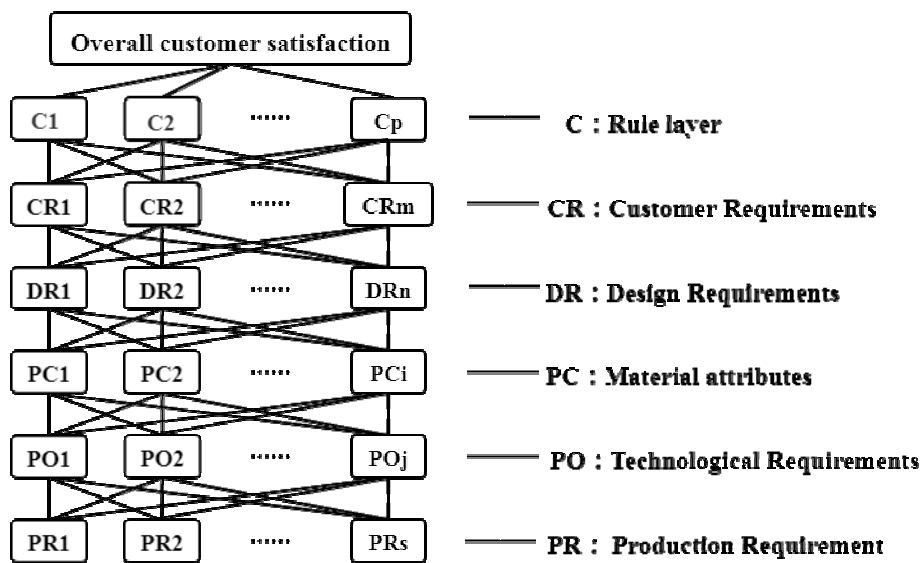 Overall customer satisfaction
C1 C2 ...... Cp C : Rule layer
CR1 CR2 ...... CRm CR : Customer Requirements
DR1 DR2 ...... DRn DR : Design Requirements
PC1 PC2 ...... PCi PC : Material attributes
PO1 PO2 ...... POj PO : Technological Requirements
PR1 PR2 ...... PRs PR : Production Requirement